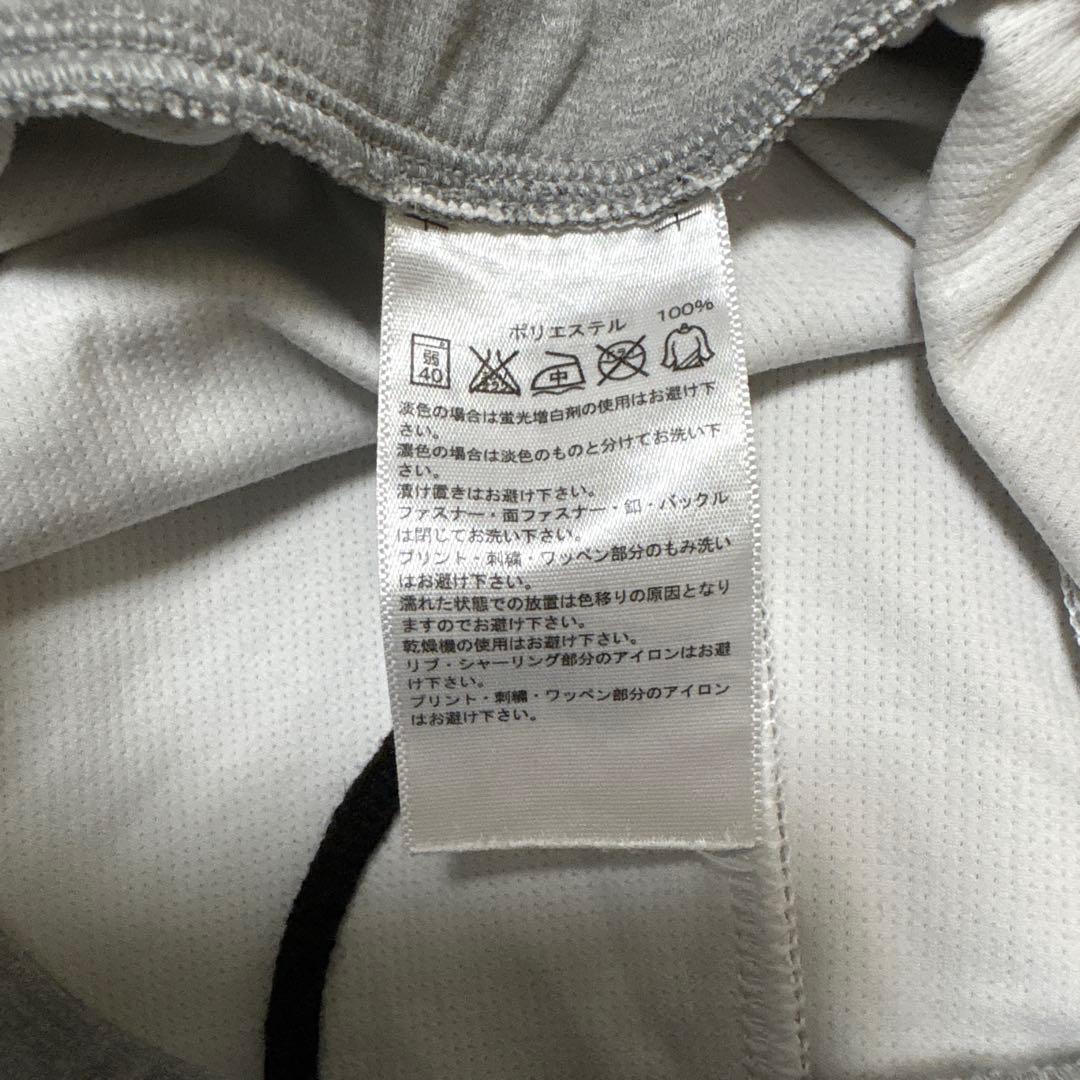 ポリエステル 100%
弱
40
中
淡色の場合は蛍光増白剤の使用はお避け下
さい。
濃色の場合は淡色のものと分けてお洗い下
さい。
漬け置きはお避け下さい。
ファスナー・面ファスナー・釦・バックル
は閉じてお洗い下さい。
プリント・刺繍・ワッペン部分のもみ洗い
はお避け下さい。
濡れた状態での放置は色移りの原因となり
ますのでお避け下さい。
乾燥機の使用はお避け下さい。
リブ・シャーリング部分のアイロンはお避
け下さい。
プリント・刺繍・ワッペン部分のアイロン
はお避け下さい。